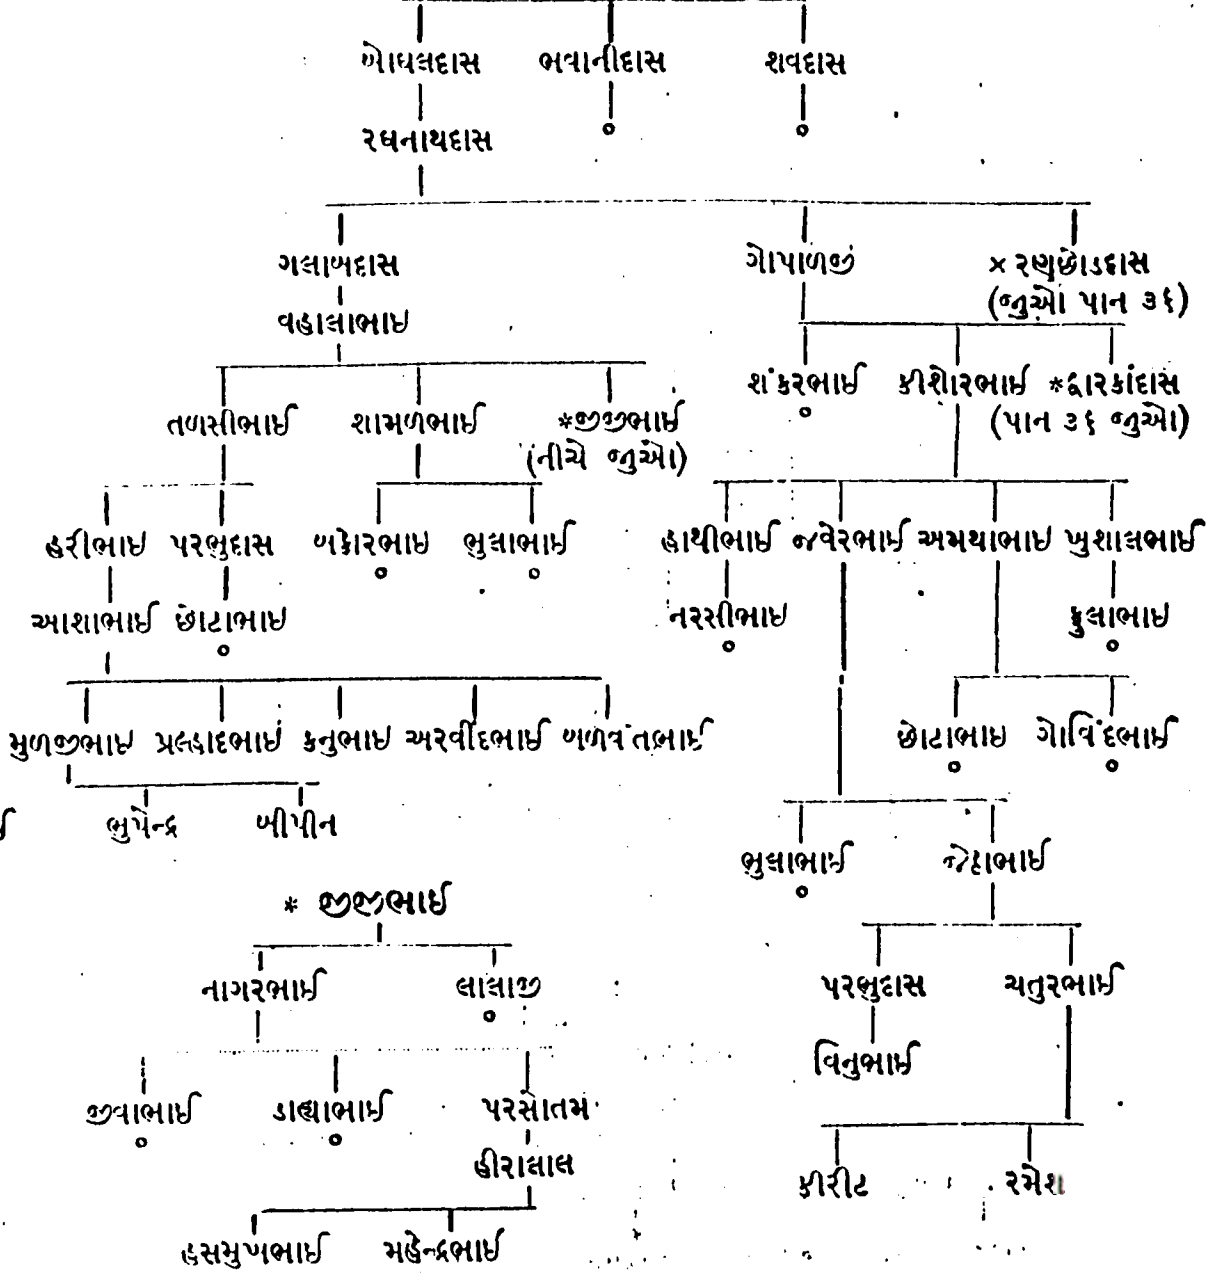 ખોઘલદાસ ભવાનીદાસ શવદાસ
રઘનાથદાસ
ગલાબદાસ ગોપાળજી × રણછોડદાસ
(જુઓ પાન ૩૬)
વહાલાભાઇ
શંકરભાઈ કીશોરભાઈ *દ્વારકાંદાસ
(પાન ૩૬ જુઓ)
તળસીભાઈ શામળભાઈ *જીજીભાઈ
(નીચે જુઓ)
હરીભાઇ પરભુદાસ બકોરભાઇ ભુલાભાઈ હાથીભાઈ જવેરભાઈ અમથાભાઇ ખુશાલભાઈ
આશાભાઈ છોટાભાઇ નરસીભાઇ ફુલાભાઇ
મુળજીભાઇ પ્રલ્હાદભાઇ કનુભાઇ અરવીંદભાઈ બળવંતભાઈ છોટાભાઇ ગોવિંદભાઈ
ભુપેન્દ્ર બીપીન
ભુલાભાઈ જેઠાભાઈ
* જીજીભાઈ
નાગરભાઈ લાલાજી પરભુદાસ ચતુરભાઈ
વિનુભાઈ
જીવાભાઈ ડાહ્યાભાઈ પરસોતમ
હીરાલાલ કીરીટ રમેશ
હસમુખભાઈ મહેન્દ્રભાઈ